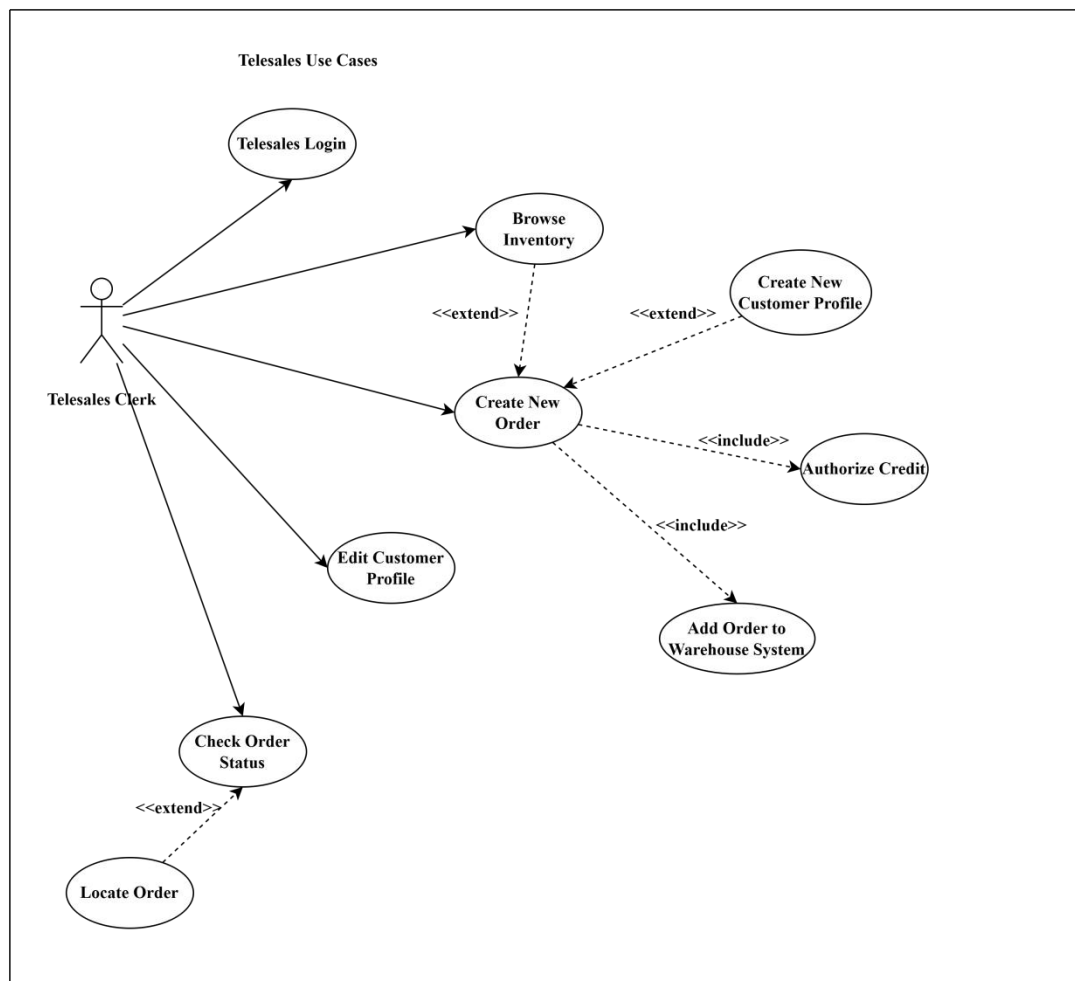 Telesales Use Cases
Telesales Login
Browse
Inventory
Create New
Customer Profile
<<extend>>
<<extend>>
Telesales Clerk
Create New
Order
<<include>>
Authorize Credit
<<include>>
Edit Customer
Profile
Add Order to
Warehouse System
Check Order
Status
<<extend>>
Locate Order